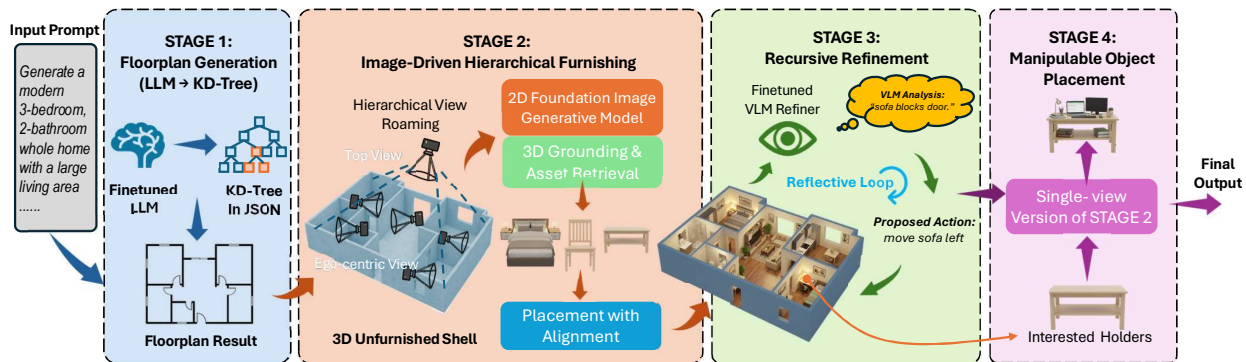 Input Prompt
Generate a
modern
3-bedroom,
2-bathroom
whole home
with a large
living area
......
STAGE 1:
Floorplan Generation
(LLM → KD-Tree)
Finetuned
LLM
KD-Tree
In JSON
Floorplan Result
STAGE 2:
Image-Driven Hierarchical Furnishing
Hierarchical View
Roaming
Top View
Ego-centric View
3D Unfurnished Shell
2D Foundation Image
Generative Model
3D Grounding &
Asset Retrieval
Placement with
Alignment
STAGE 3:
Recursive Refinement
Finetuned
VLM Refiner
VLM Analysis:
"sofa blocks door."
Reflective Loop
Proposed Action:
move sofa left
STAGE 4:
Manipulable Object
Placement
Single- view
Version of STAGE 2
Interested Holders
Final
Output